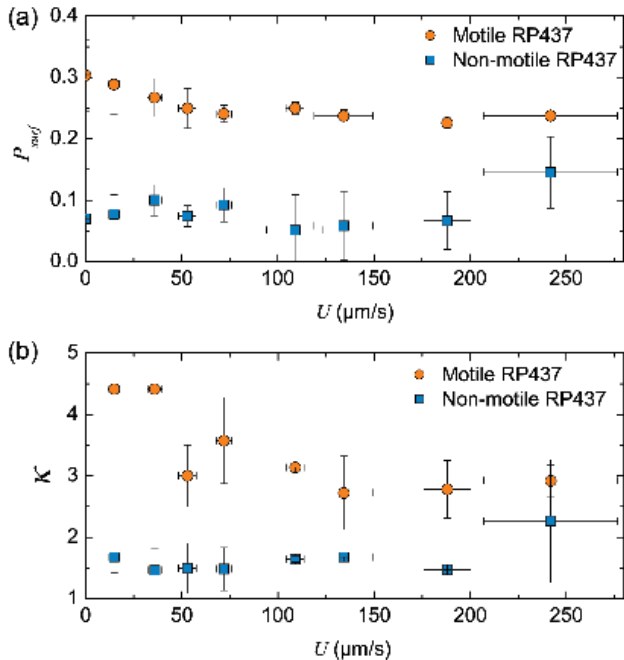 (a)
0.4
Motile RP437
Non-motile RP437
0.3
P_surf
0.2
0.1
0.0
0 50 100 150 200 250
U (µm/s)
(b)
5
Motile RP437
Non-motile RP437
4
K
3
2
1
0 50 100 150 200 250
U (µm/s)